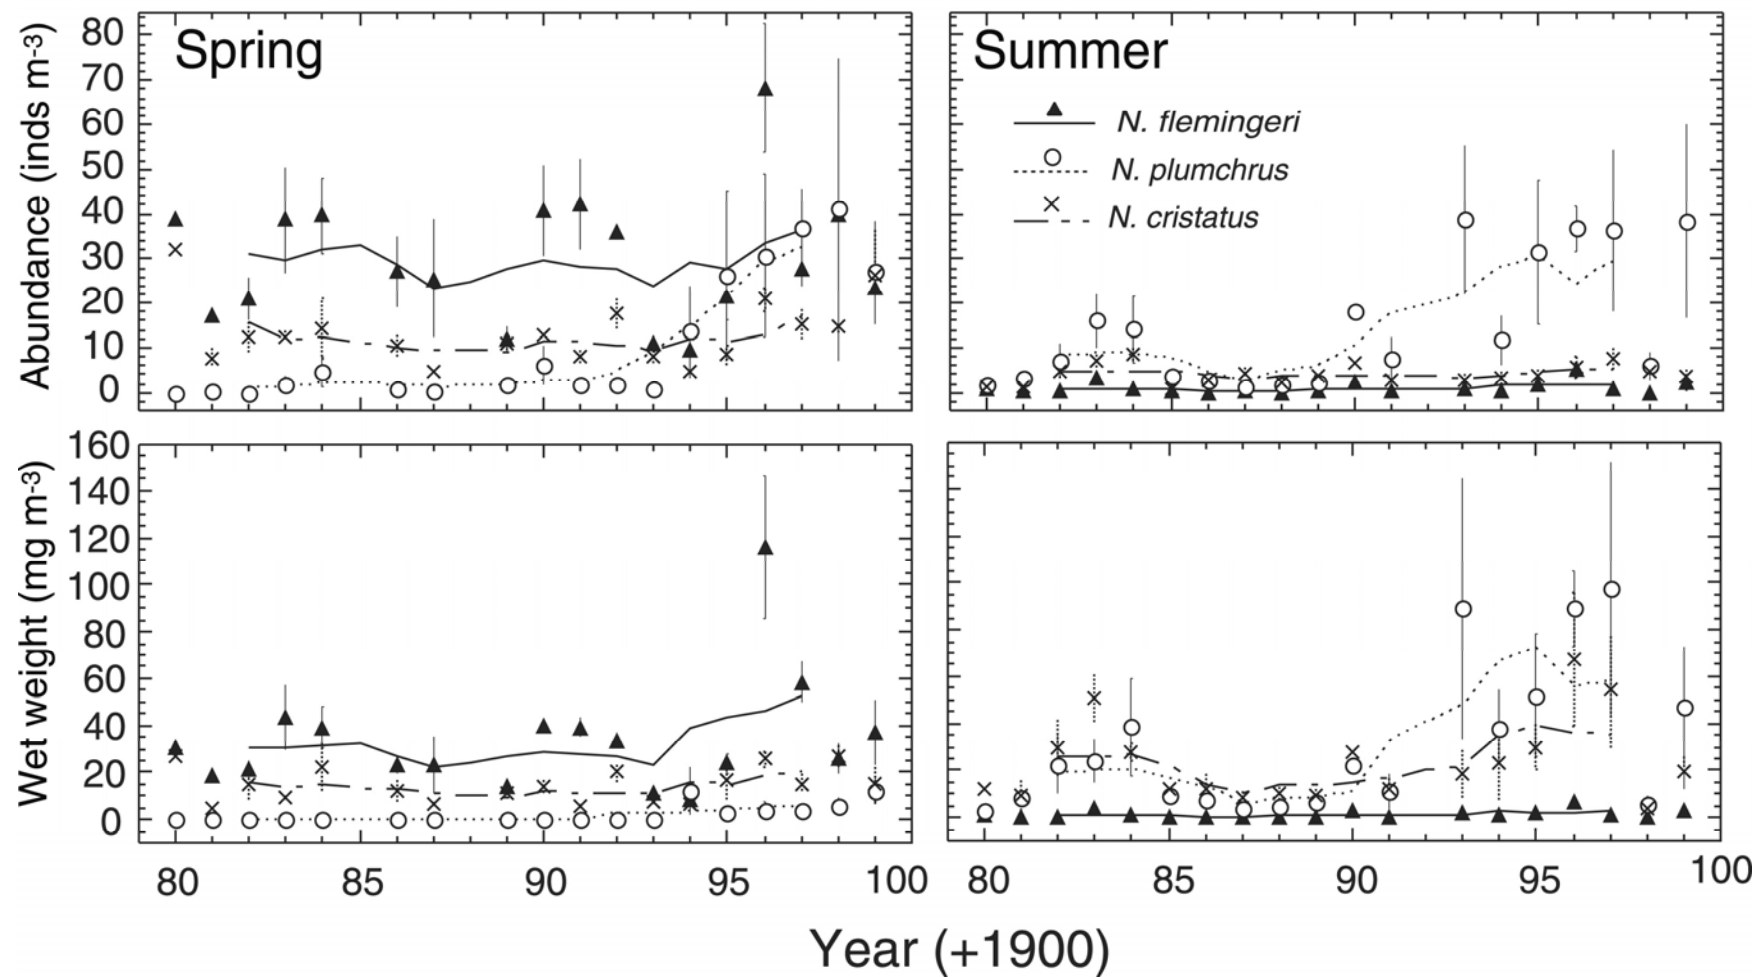 Spring
Summer
Abundance (inds m-3)
80
70
60
50
40
30
20
10
0
N. flemingeri
N. plumchrus
N. cristatus
Wet weight (mg m-3)
160
140
120
100
80
60
40
20
0
80 85 90 95 100
80 85 90 95 100
Year (+1900)